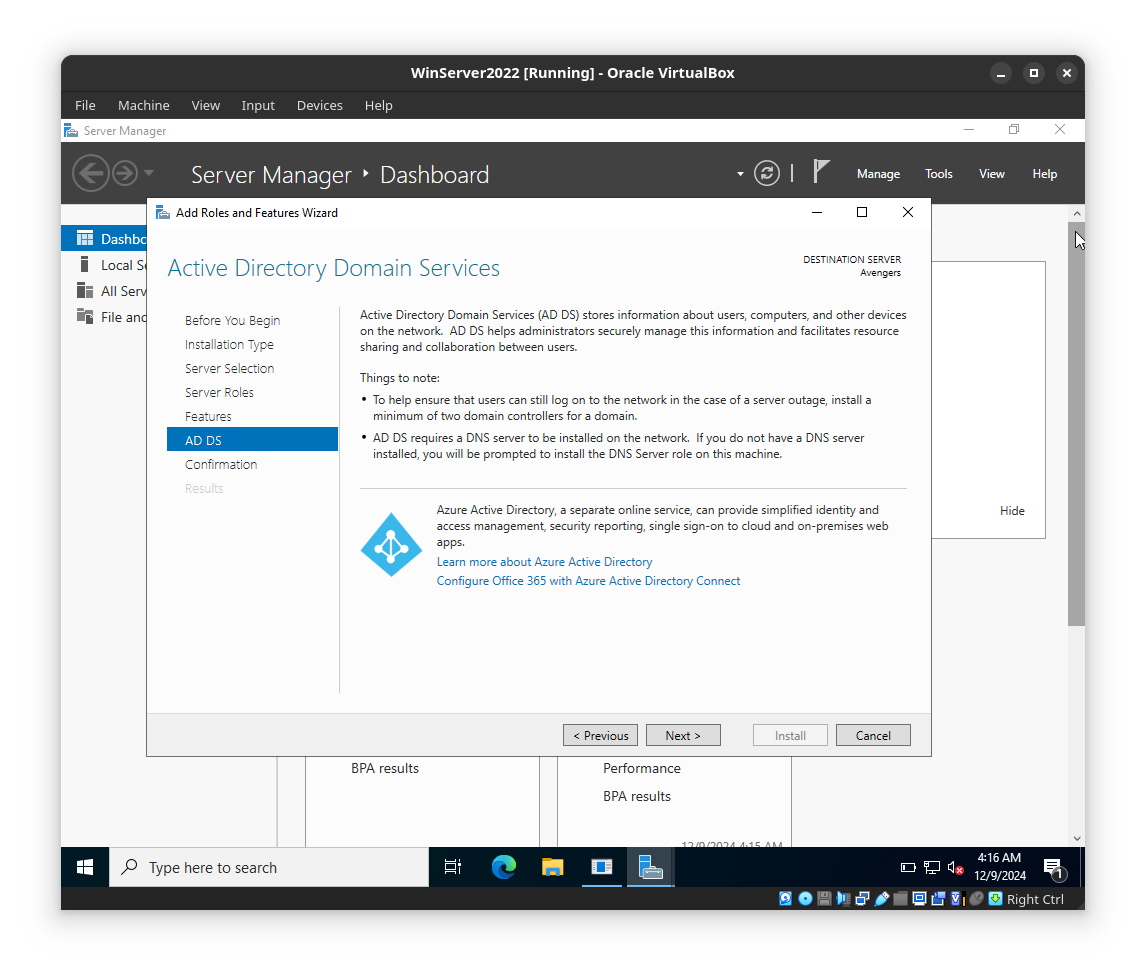 WinServer2022 [Running] - Oracle VirtualBox
File Machine View Input Devices Help
Server Manager
Server Manager Dashboard
Manage Tools View Help
Add Roles and Features Wizard
Dashbo
Local Se
All Serv
File and
Active Directory Domain Services
DESTINATION SERVER
Avengers
Before You Begin
Installation Type
Server Selection
Server Roles
Features
AD DS
Confirmation
Results
Active Directory Domain Services (AD DS) stores information about users, computers, and other devices
on the network. AD DS helps administrators securely manage this information and facilitates resource
sharing and collaboration between users.
Things to note:
• To help ensure that users can still log on to the network in the case of a server outage, install a
minimum of two domain controllers for a domain.
• AD DS requires a DNS server to be installed on the network. If you do not have a DNS server
installed, you will be prompted to install the DNS Server role on this machine.
Azure Active Directory, a separate online service, can provide simplified identity and
access management, security reporting, single sign-on to cloud and on-premises web
apps.
Learn more about Azure Active Directory
Configure Office 365 with Azure Active Directory Connect
Hide
< Previous Next > Install Cancel
BPA results
Performance
BPA results
12/9/2024 4:15 AM
Type here to search
4:16 AM
12/9/2024
1
Right Ctrl